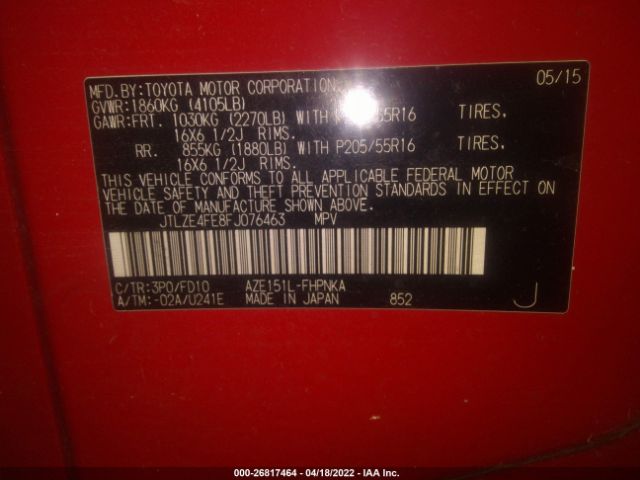 MFD.BY:TOYOTA MOTOR CORPORATION 05/15
GVWR:1860KG (4105LB)
GAWR:FRT. 1030KG (2270LB) WITH 55R16 TIRES.
16X6 1/2J RIMS.
RR. 855KG (1880LB) WITH P205/55R16 TIRES.
16X6 1/2J RIMS.
THIS VEHICLE CONFORMS TO ALL APPLICABLE FEDERAL MOTOR
VEHICLE SAFETY AND THEFT PREVENTION STANDARDS IN EFFECT ON
THE DATE OF MANUFACTURE SHOWN ABOVE.
JTLZE4FE8FJ076463 MPV
C/TR:3P0/FD10 AZE151L-FHPNKA
A/TM:-02A/U241E MADE IN JAPAN 852 J
000-26817464 - 04/18/2022 - IAA Inc.